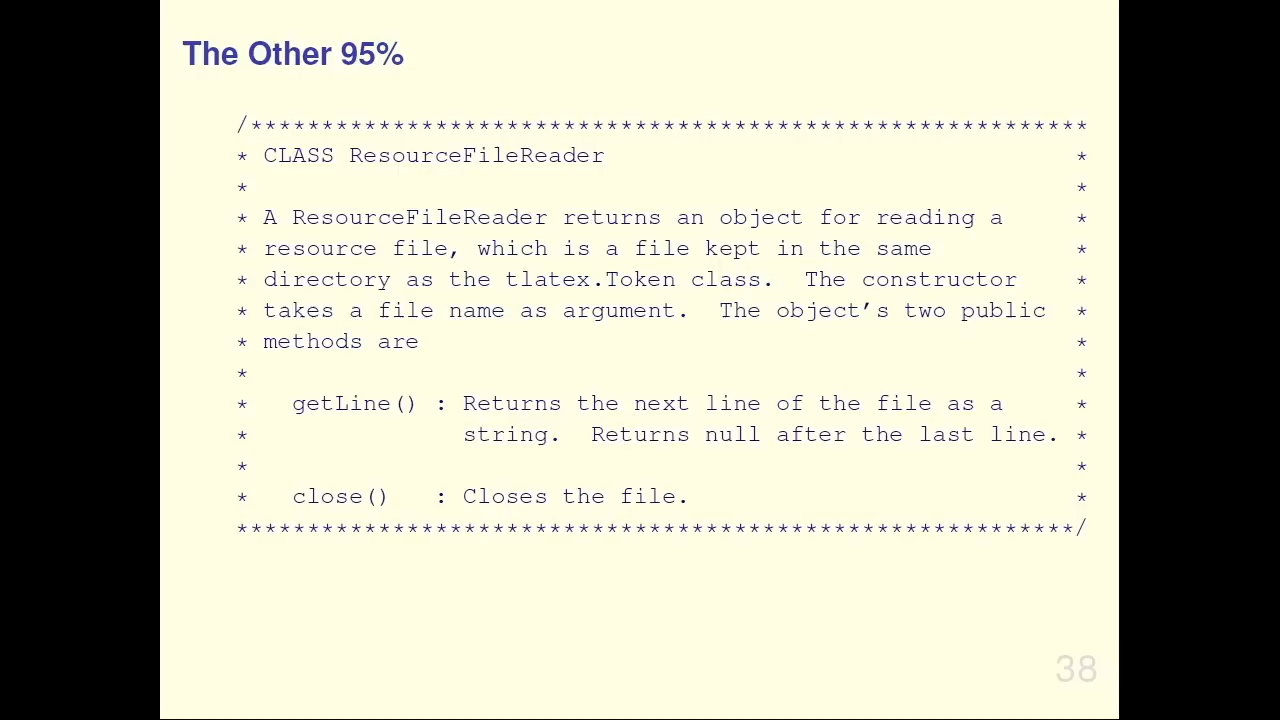 The Other 95%
/***********************************************************
* CLASS ResourceFileReader                                 *
*                                                          *
* A ResourceFileReader returns an object for reading a     *
* resource file, which is a file kept in the same          *
* directory as the tlatex.Token class.  The constructor    *
* takes a file name as argument.  The object’s two public  *
* methods are                                              *
*                                                          *
*   getLine() : Returns the next line of the file as a     *
*               string.  Returns null after the last line. *
*                                                          *
*   close()   : Closes the file.                           *
***********************************************************/
38